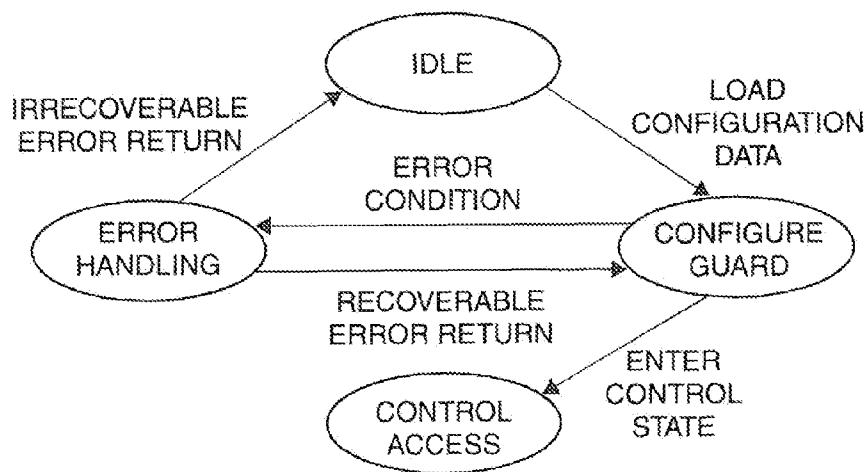 IDLE
IRRECOVERABLE
ERROR RETURN
LOAD
CONFIGURATION
DATA
ERROR
CONDITION
ERROR
HANDLING
CONFIGURE
GUARD
RECOVERABLE
ERROR RETURN
ENTER
CONTROL
STATE
CONTROL
ACCESS